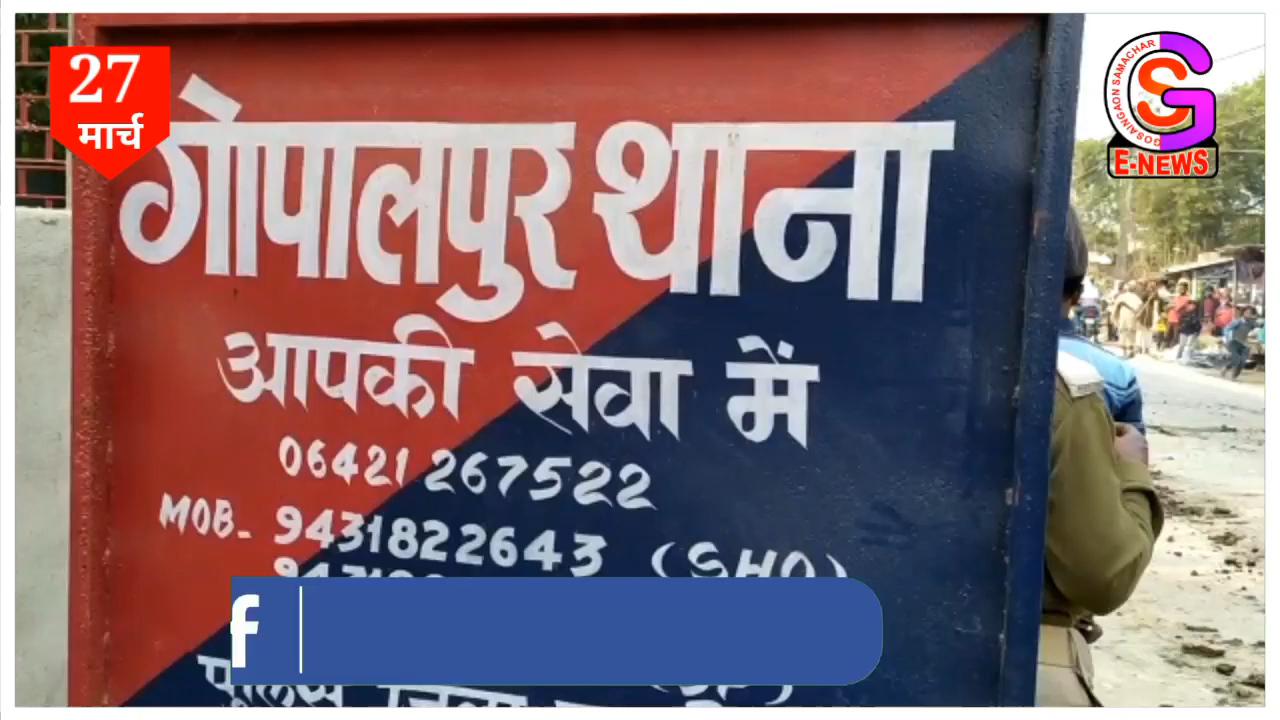 27
मार्च
GOSAINGAON SAMACHAR
E-NEWS
गोपालपुर थाना
आपकी सेवा में
06421 267522
MOB- 9431822643 (SHO)
f
पुलिस जिला